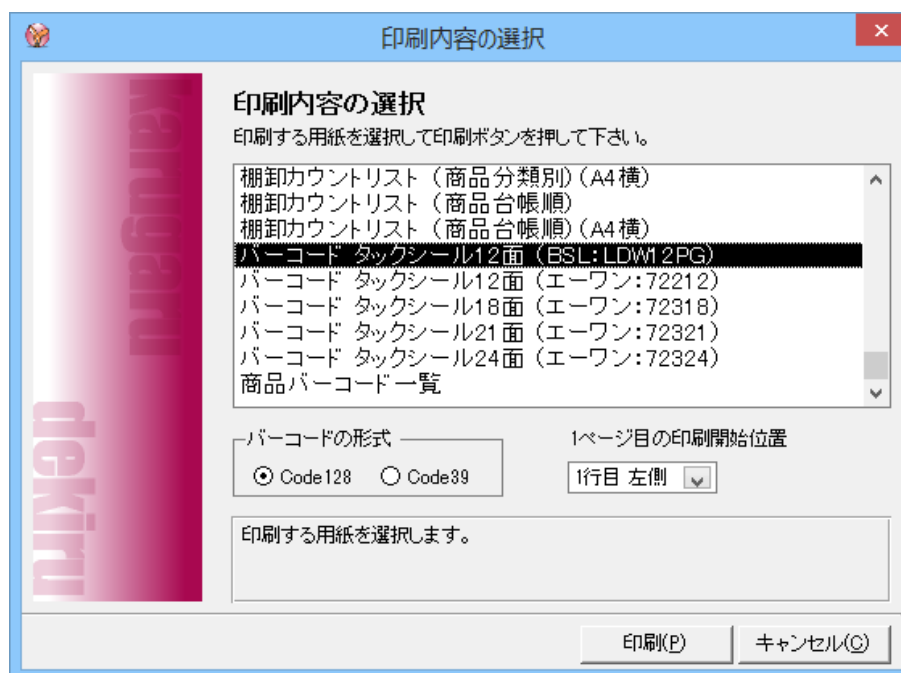 印刷内容の選択
karugaru
dekiru
印刷内容の選択
印刷する用紙を選択して印刷ボタンを押して下さい。
棚卸カウントリスト (商品分類別) (A4横)
棚卸カウントリスト (商品台帳順)
棚卸カウントリスト (商品台帳順) (A4横)
バーコード タックシール12面 (BSL:LDW12PG)
バーコード タックシール12面 (エーワン:72212)
バーコード タックシール18面 (エーワン:72318)
バーコード タックシール21面 (エーワン:72321)
バーコード タックシール24面 (エーワン:72324)
商品バーコード一覧
バーコードの形式
Code128 Code39
1ページ目の印刷開始位置
1行目 左側
印刷する用紙を選択します。
印刷(P) キャンセル(C)